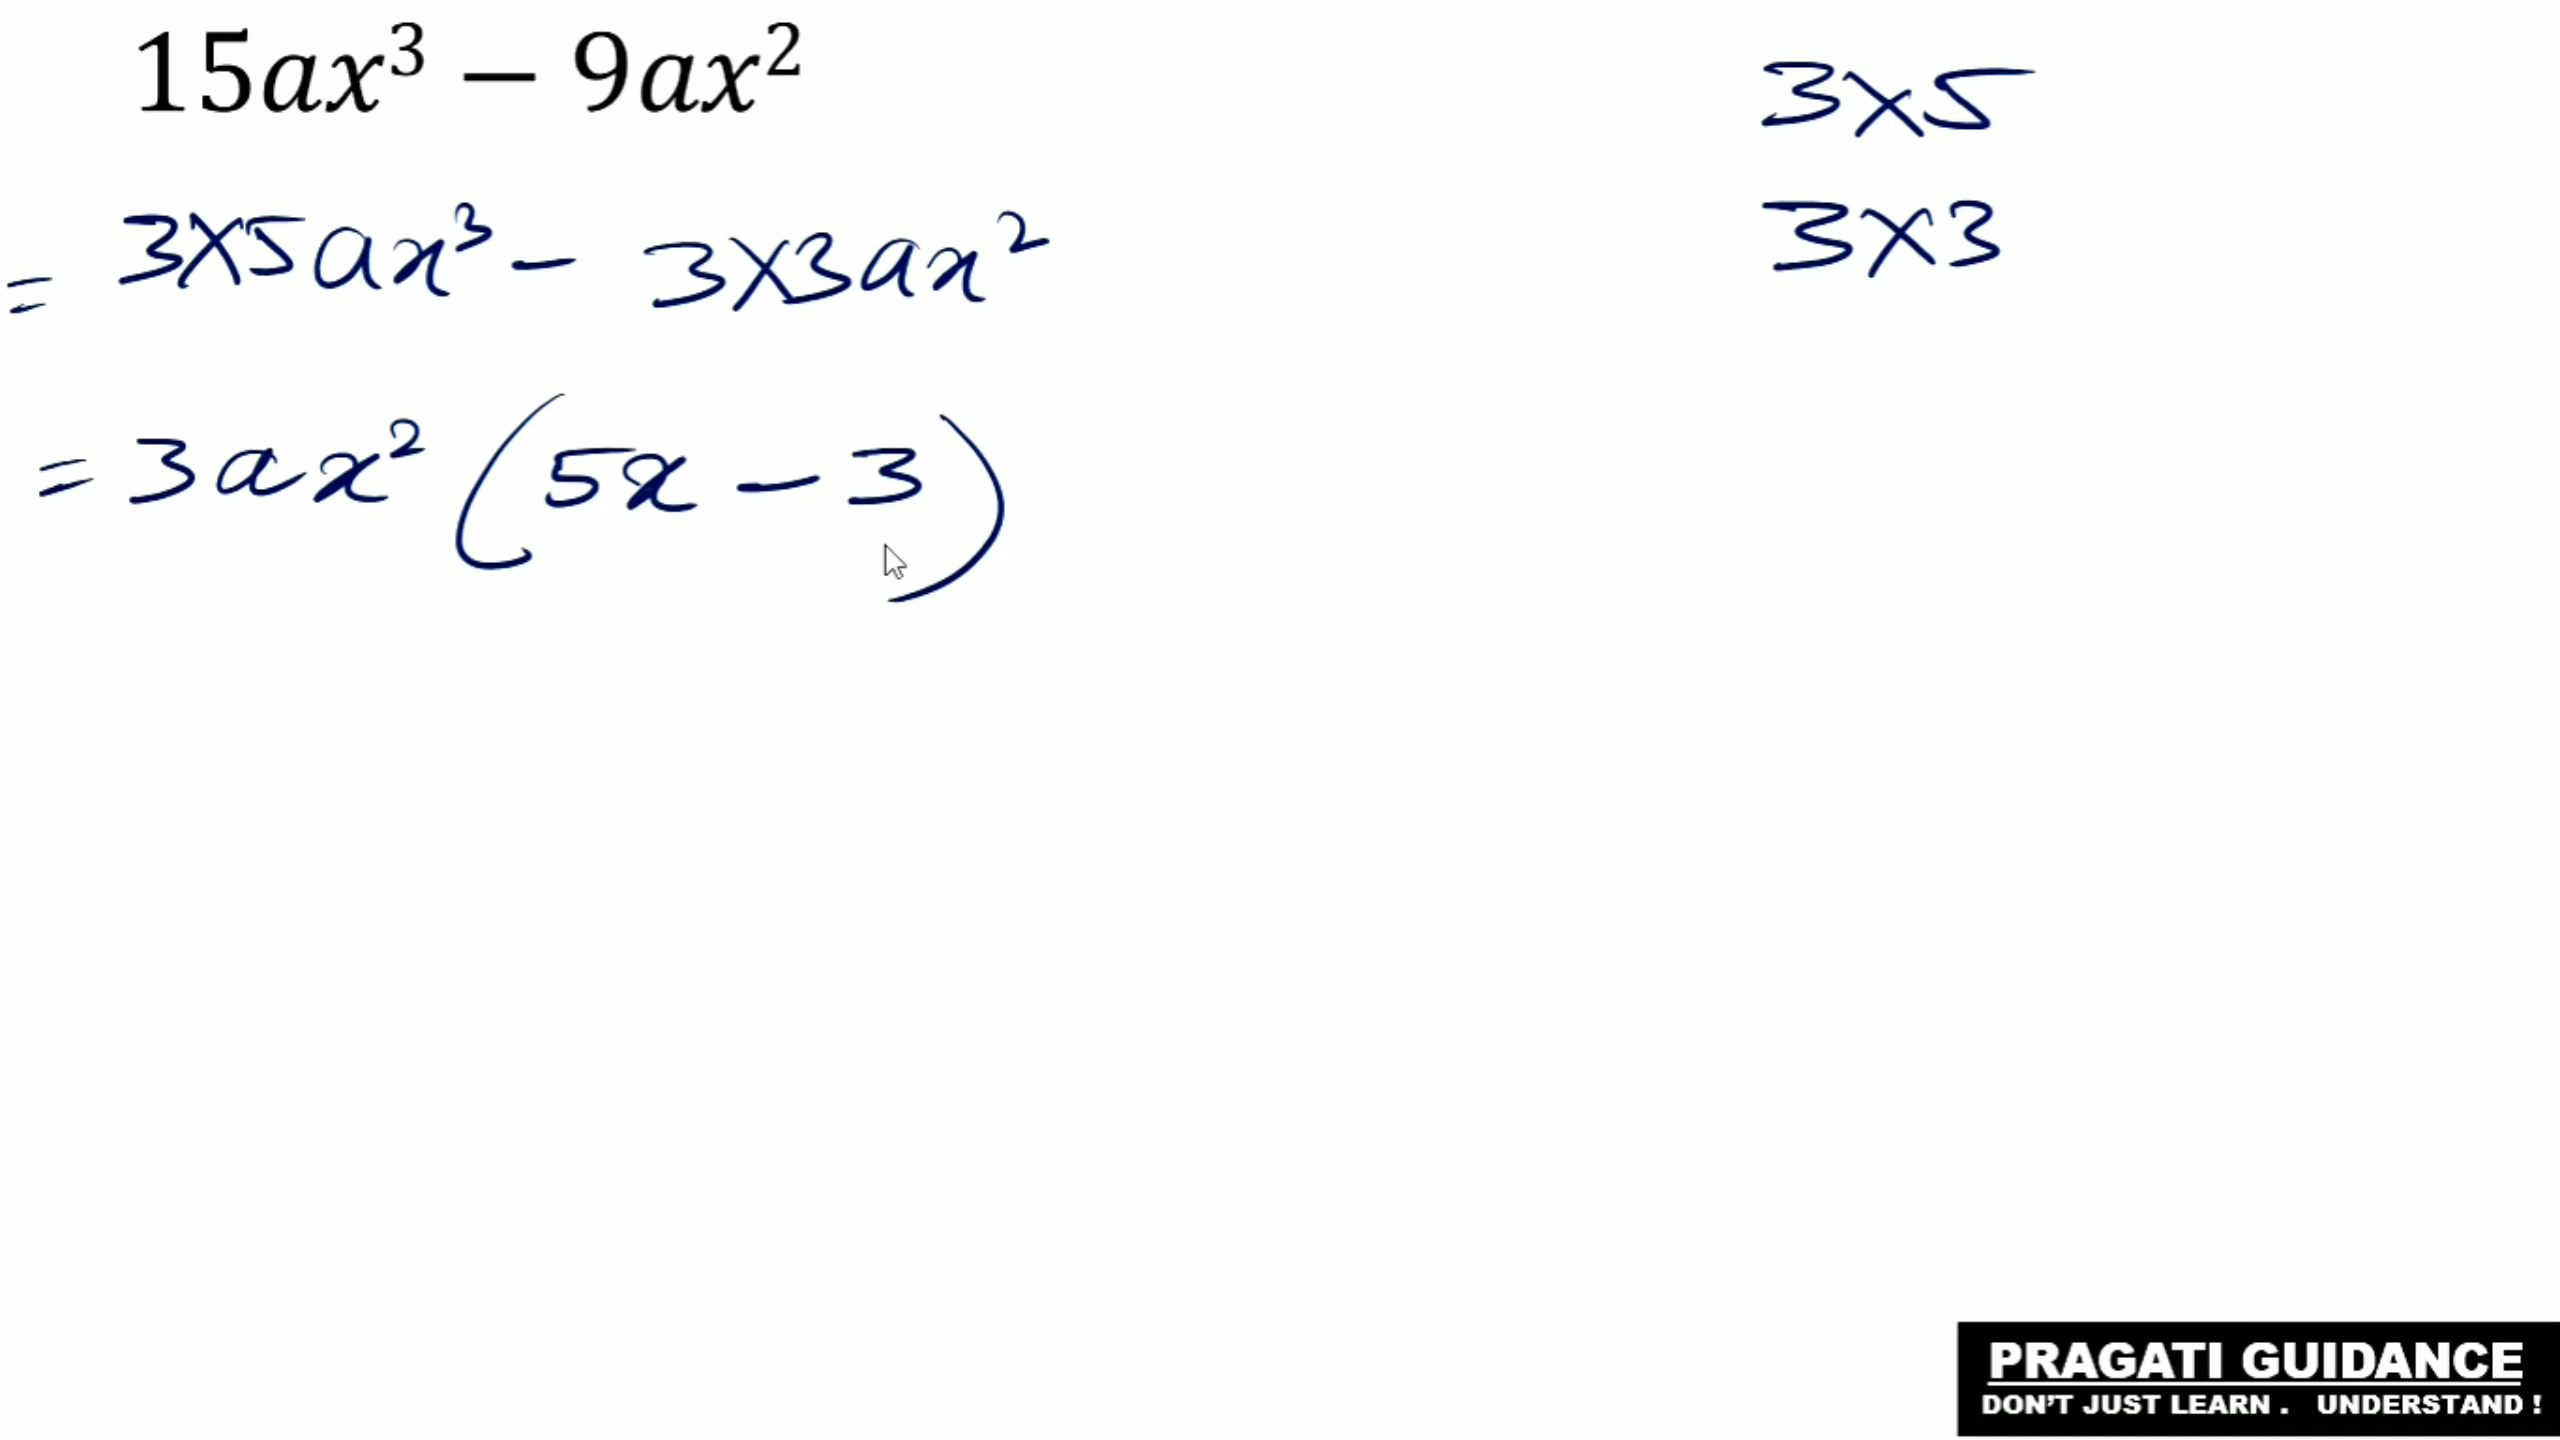 15ax³ − 9ax²
= 3×5ax³ − 3×3ax²
= 3ax² (5x − 3)
3×5
3×3
PRAGATI GUIDANCE
DON'T JUST LEARN . UNDERSTAND !